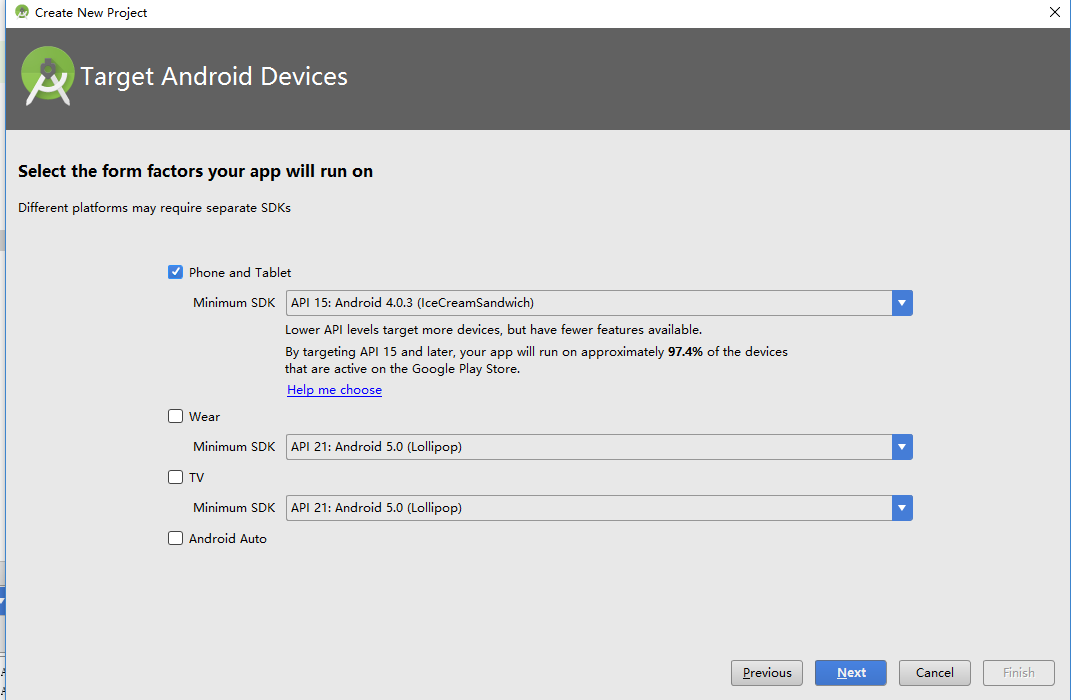 Create New Project
Target Android Devices
Select the form factors your app will run on
Different platforms may require separate SDKs
Phone and Tablet
Minimum SDK API 15: Android 4.0.3 (IceCreamSandwich)
Lower API levels target more devices, but have fewer features available.
By targeting API 15 and later, your app will run on approximately 97.4% of the devices
that are active on the Google Play Store.
Help me choose
Wear
Minimum SDK API 21: Android 5.0 (Lollipop)
TV
Minimum SDK API 21: Android 5.0 (Lollipop)
Android Auto
Previous Next Cancel Finish